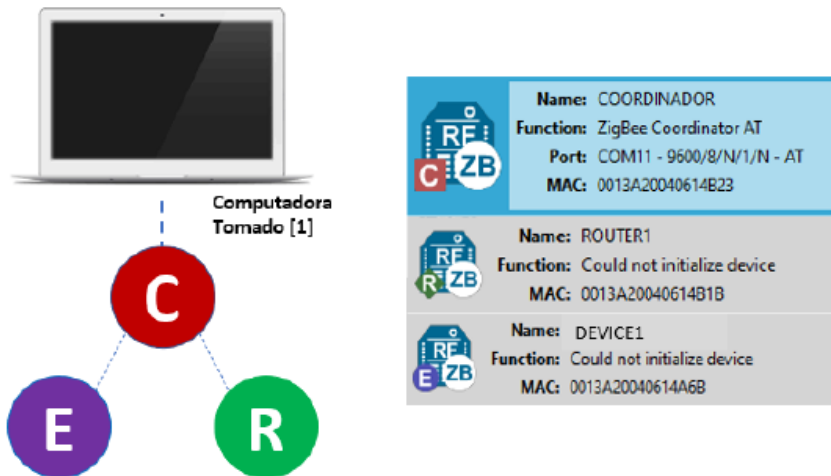 Computadora
Tomado [1]
C
E
R
RF
ZB
C
Name: COORDINADOR
Function: ZigBee Coordinator AT
Port: COM11 - 9600/8/N/1/N - AT
MAC: 0013A20040614B23
RF
R
ZB
Name: ROUTER1
Function: Could not initialize device
MAC: 0013A20040614B1B
RF
E
ZB
Name: DEVICE1
Function: Could not initialize device
MAC: 0013A20040614A6B